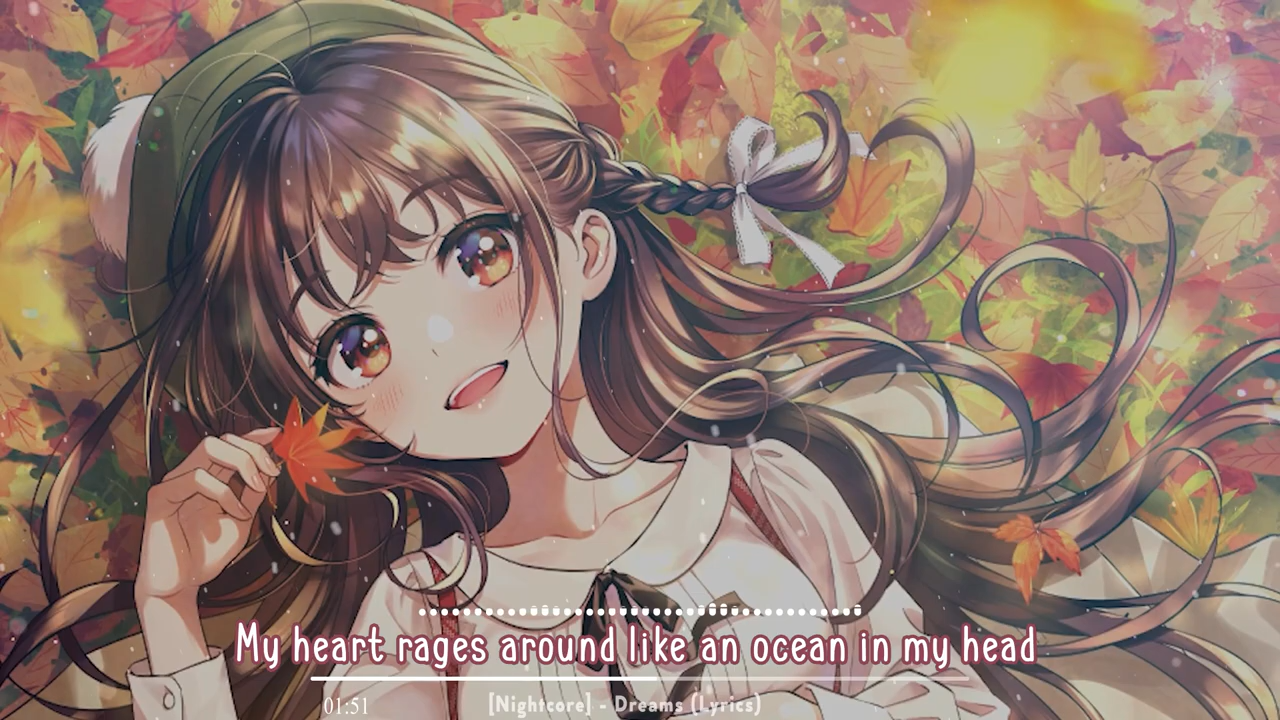 My heart rages around like an ocean in my head
01:51
[Nightcore] - Dreams (Lyrics)